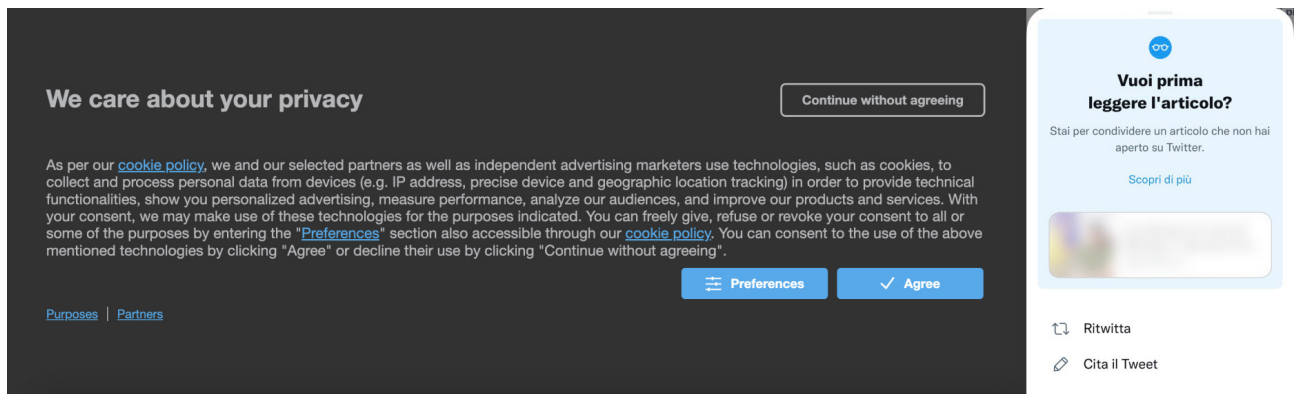 We care about your privacy
Continue without agreeing
As per our cookie policy, we and our selected partners as well as independent advertising marketers use technologies, such as cookies, to
collect and process personal data from devices (e.g. IP address, precise device and geographic location tracking) in order to provide technical
functionalities, show you personalized advertising, measure performance, analyze our audiences, and improve our products and services. With
your consent, we may make use of these technologies for the purposes indicated. You can freely give, refuse or revoke your consent to all or
some of the purposes by entering the "Preferences" section also accessible through our cookie policy. You can consent to the use of the above
mentioned technologies by clicking "Agree" or decline their use by clicking "Continue without agreeing".
Preferences
Agree
Purposes | Partners
Vuoi prima
leggere l'articolo?
Stai per condividere un articolo che non hai
aperto su Twitter.
Scopri di più
Ritwitta
Cita il Tweet